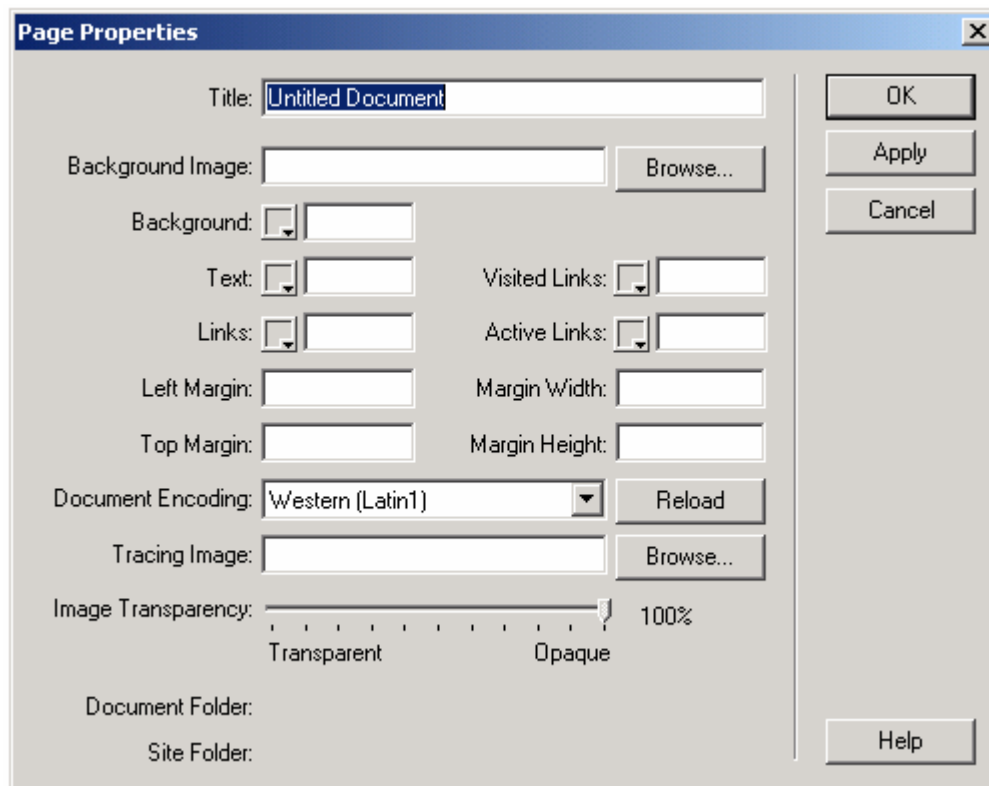 Page Properties
Title: Untitled Document
OK
Background Image: Browse...
Apply
Background:
Cancel
Text: Visited Links:
Links: Active Links:
Left Margin: Margin Width:
Top Margin: Margin Height:
Document Encoding: Western (Latin1) Reload
Tracing Image: Browse...
Image Transparency: 100%
Transparent Opaque
Document Folder:
Site Folder:
Help